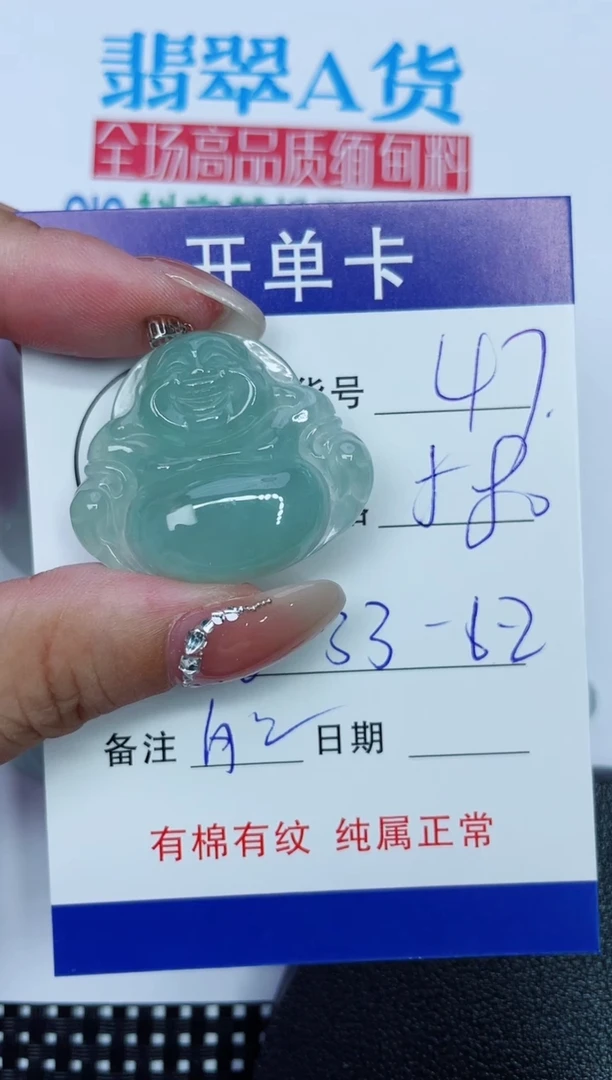 翡翠A货
全场高品质缅甸料
开单卡
货号 47.
33-62
备注 日期
有棉有纹 纯属正常